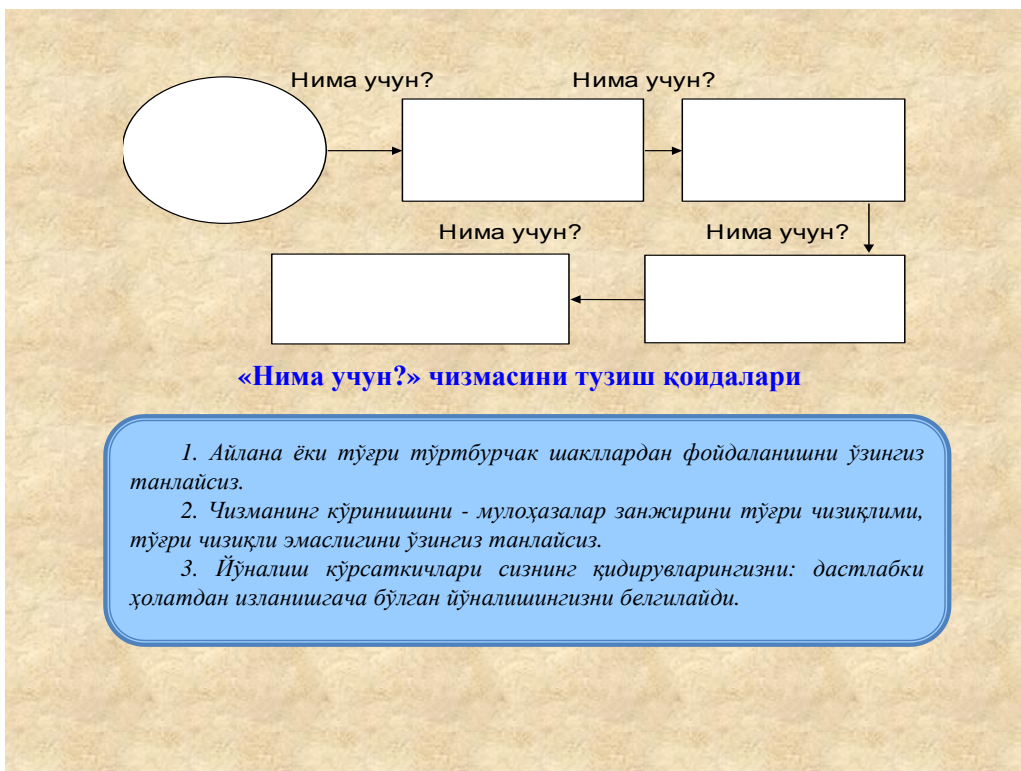 Нима учун? Нима учун?
Нима учун? Нима учун?
«Нима учун?» чизмасини тузиш қоидалари
1. Айлана ёки тўғри тўртбурчак шакллардан фойдаланишни ўзингиз
танлайсиз.
2. Чизманинг кўринишини - мулоҳазалар занжирини тўғри чизиқлими,
тўғри чизиқли эмаслигини ўзингиз танлайсиз.
3. Йўналиш кўрсаткичлари сизнинг қидирувларингизни: дастлабки
ҳолатдан изланишгача бўлган йўналишингизни белгилайди.